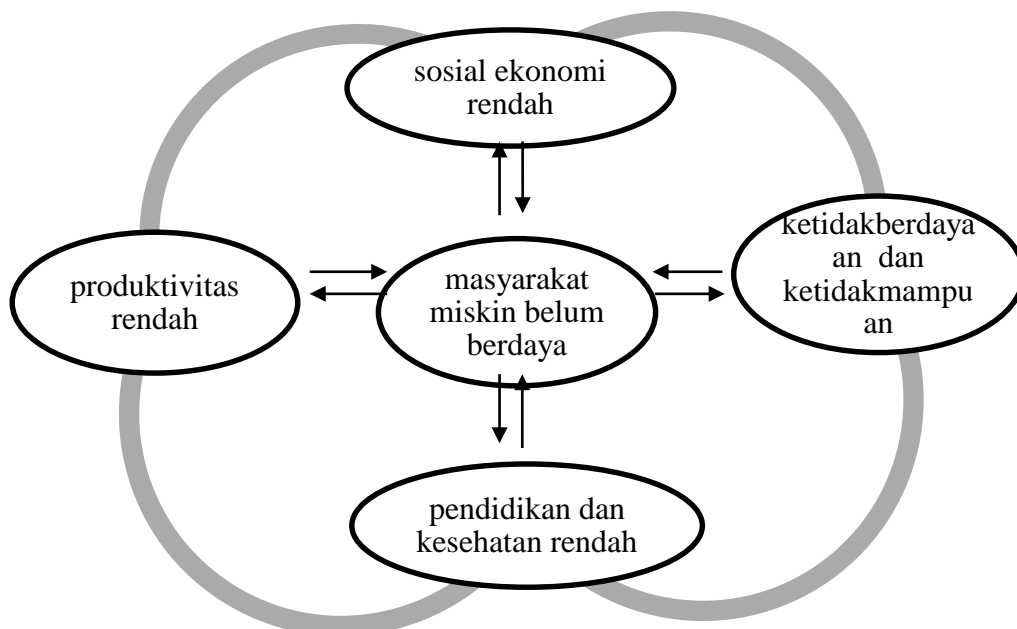 sosial ekonomi
rendah
ketidakberdaya
an dan
ketidakmampu
an
produktivitas
rendah
masyarakat
miskin belum
berdaya
pendidikan dan
kesehatan rendah